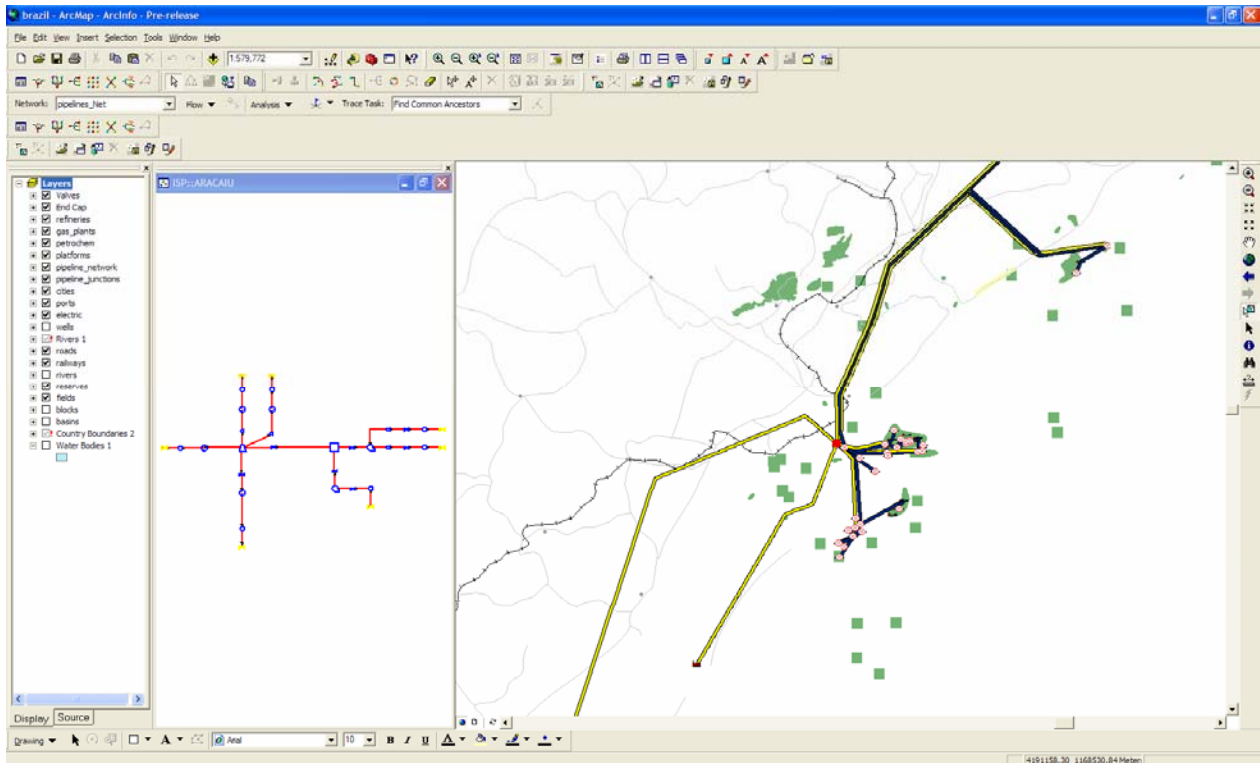 brazil - ArcMap - ArcInfo - Pre-release
File Edit View Insert Selection Tools Window Help
1:579,772
Network: pipelines_Net Flow Analysis Trace Task: Find Common Ancestors
Layers
Valves
End Cap
refineries
gas_plants
petrochem
platforms
pipeline_network
pipeline_junctions
cities
ports
electric
wells
Rivers 1
roads
railways
rivers
reserves
fields
blocks
basins
Country Boundaries 2
Water Bodies 1
ISP::ARACAIU
Display Source
Drawing A Arial 10 B I U A
4191158.30 1168530.84 Meters